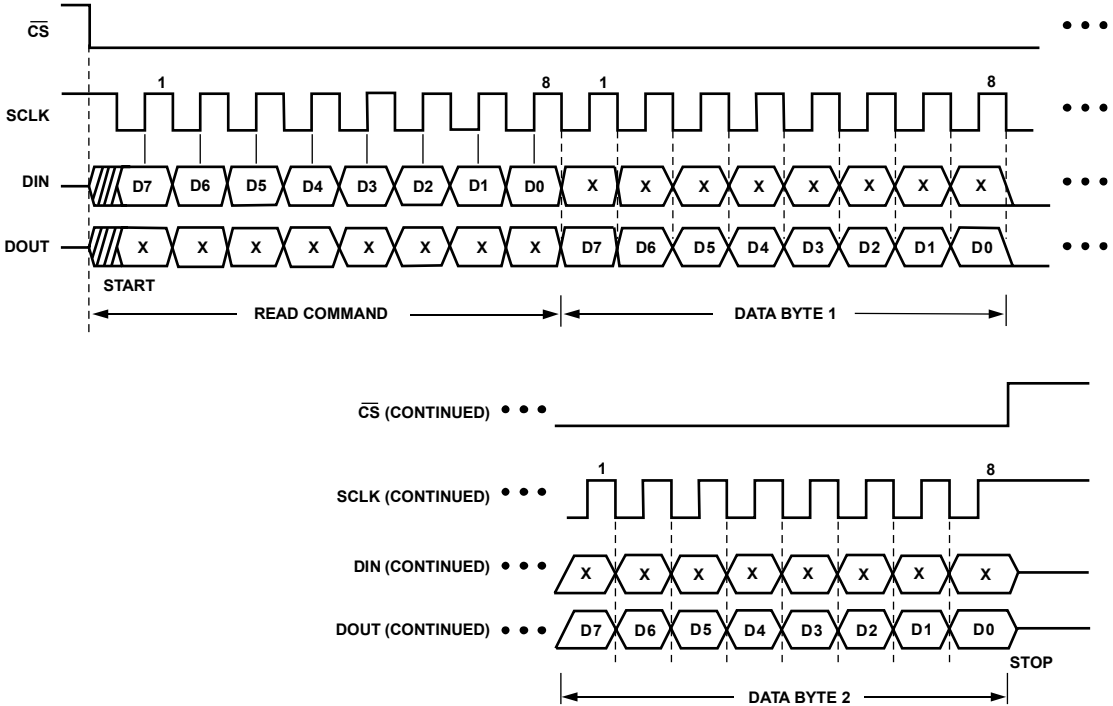 CS
1 8 1 8
SCLK
DIN D7 D6 D5 D4 D3 D2 D1 D0 X X X X X X X X
DOUT X X X X X X X X D7 D6 D5 D4 D3 D2 D1 D0
START
READ COMMAND DATA BYTE 1
CS (CONTINUED)
1 8
SCLK (CONTINUED)
DIN (CONTINUED) X X X X X X X X
DOUT (CONTINUED) D7 D6 D5 D4 D3 D2 D1 D0
STOP
DATA BYTE 2